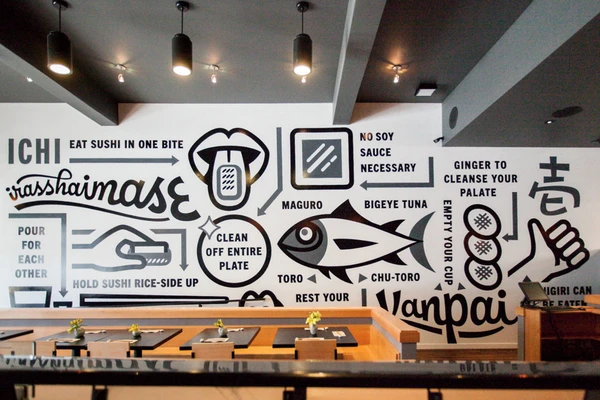 ICHI
EAT SUSHI IN ONE BITE
NO SOY
SAUCE
NECESSARY
GINGER TO
CLEANSE YOUR
PALATE
壱
irasshaimase
MAGURO
BIGEYE TUNA
EMPTY YOUR CUP
POUR
FOR
EACH
OTHER
CLEAN
OFF ENTIRE
PLATE
HOLD SUSHI RICE-SIDE UP
TORO
CHU-TORO
REST YOUR
Kanpai
CAN
BE EATEN